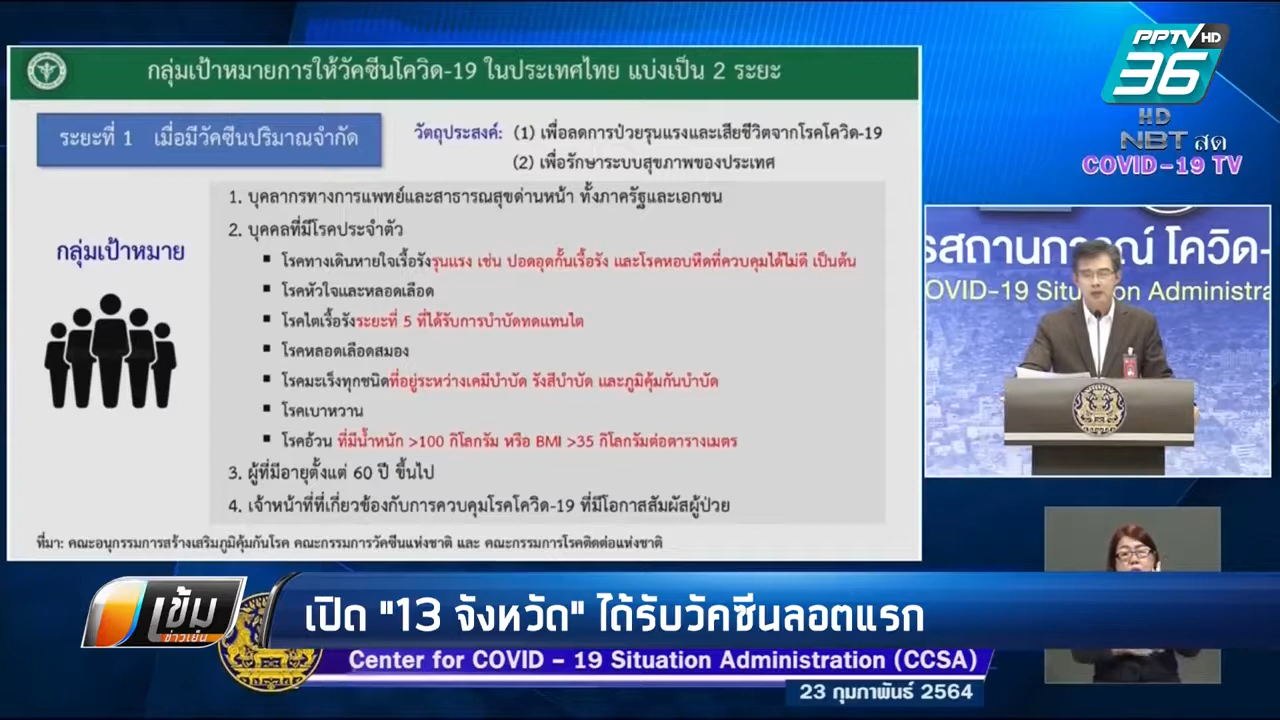 กลุ่มเป้าหมายการให้วัคซีนโควิด-19 ในประเทศไทย แบ่งเป็น 2 ระยะ
ระยะที่ 1 เมื่อมีวัคซีนปริมาณจำกัด
วัตถุประสงค์: (1) เพื่อลดการป่วยรุนแรงและเสียชีวิตจากโรคโควิด-19
(2) เพื่อรักษาระบบสุขภาพของประเทศ
กลุ่มเป้าหมาย
1. บุคลากรทางการแพทย์และสาธารณสุขด่านหน้า ทั้งภาครัฐและเอกชน
2. บุคคลที่มีโรคประจำตัว
▪ โรคทางเดินหายใจเรื้อรังรุนแรง เช่น ปอดอุดกั้นเรื้อรัง และโรคหอบหืดที่ควบคุมได้ไม่ดี เป็นต้น
▪ โรคหัวใจและหลอดเลือด
▪ โรคไตเรื้อรังระยะที่ 5 ที่ได้รับการบำบัดทดแทนไต
▪ โรคหลอดเลือดสมอง
▪ โรคมะเร็งทุกชนิดที่อยู่ระหว่างเคมีบำบัด รังสีบำบัด และภูมิคุ้มกันบำบัด
▪ โรคเบาหวาน
▪ โรคอ้วน ที่มีน้ำหนัก >100 กิโลกรัม หรือ BMI >35 กิโลกรัมต่อตารางเมตร
3. ผู้ที่มีอายุตั้งแต่ 60 ปี ขึ้นไป
4. เจ้าหน้าที่ที่เกี่ยวข้องกับการควบคุมโรคโควิด-19 ที่มีโอกาสสัมผัสผู้ป่วย
ที่มา: คณะอนุกรรมการสร้างเสริมภูมิคุ้มกันโรค คณะกรรมการวัคซีนแห่งชาติ และ คณะกรรมการโรคติดต่อแห่งชาติ
PPTV HD
36
HD
NBT สด
COVID-19 TV
รสถานการณ์ โควิด-
OVID-19 Situation Administra
เข้ม
ข่าวเย็น
เปิด "13 จังหวัด" ได้รับวัคซีนลอตแรก
Center for COVID – 19 Situation Administration (CCSA)
23 กุมภาพันธ์ 2564